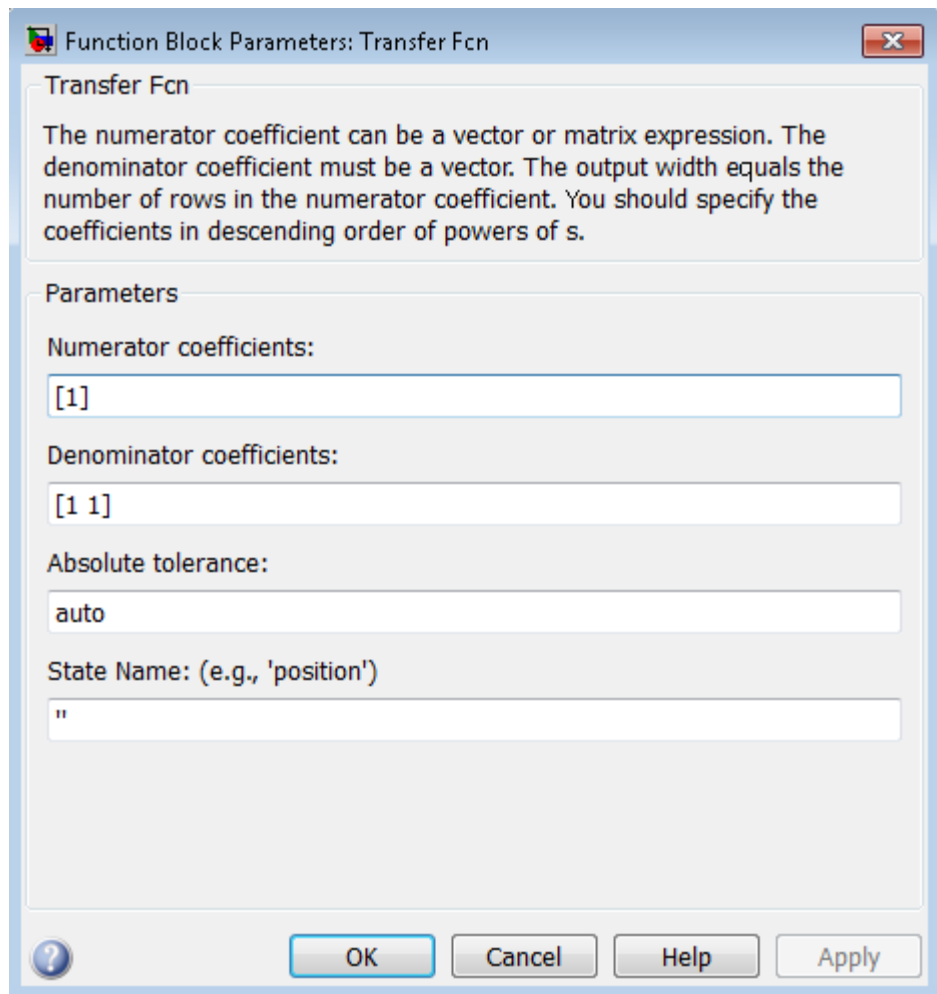 Function Block Parameters: Transfer Fcn
Transfer Fcn
The numerator coefficient can be a vector or matrix expression. The
denominator coefficient must be a vector. The output width equals the
number of rows in the numerator coefficient. You should specify the
coefficients in descending order of powers of s.
Parameters
Numerator coefficients:
[1]
Denominator coefficients:
[1 1]
Absolute tolerance:
auto
State Name: (e.g., 'position')
''
OK Cancel Help Apply